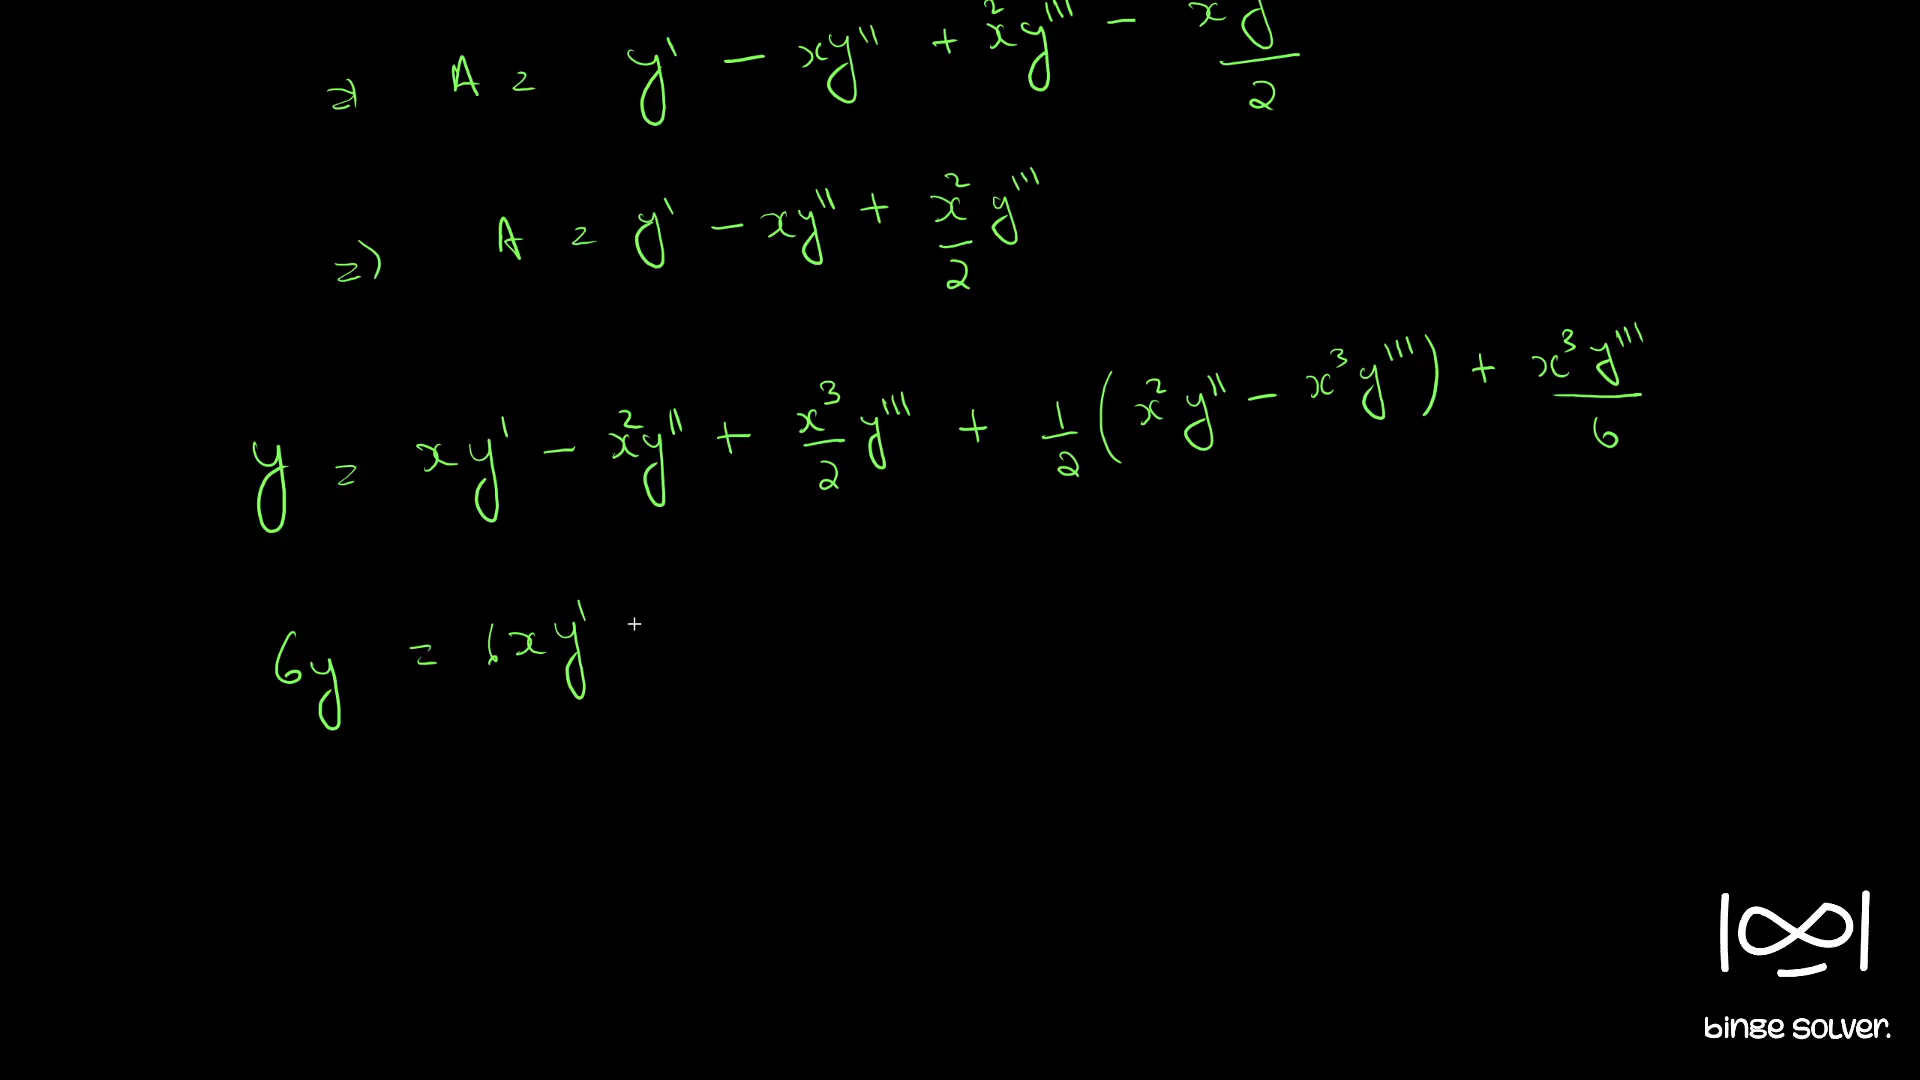 ⇒ A = y' - xy'' + x²y''' - x y / 2
⇒ A = y' - xy'' + x²/2 y'''
y = xy' - x²y'' + x³/2 y''' + 1/2 (x²y'' - x³y''') + x³y'''/6
6y = 6xy'
binge solver.